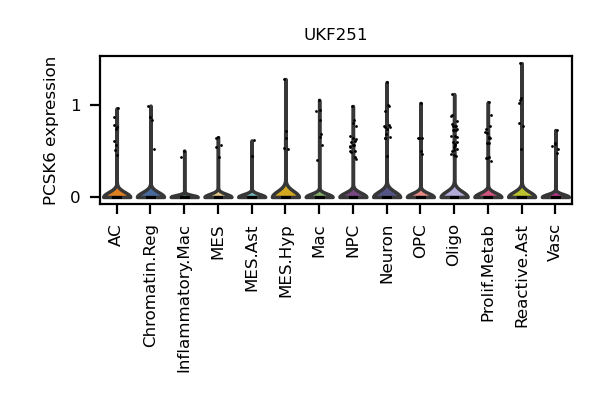 UKF251
PCSK6 expression
1
0
AC
Chromatin.Reg
Inflammatory.Mac
MES
MES.Ast
MES.Hyp
Mac
NPC
Neuron
OPC
Oligo
Prolif.Metab
Reactive.Ast
Vasc